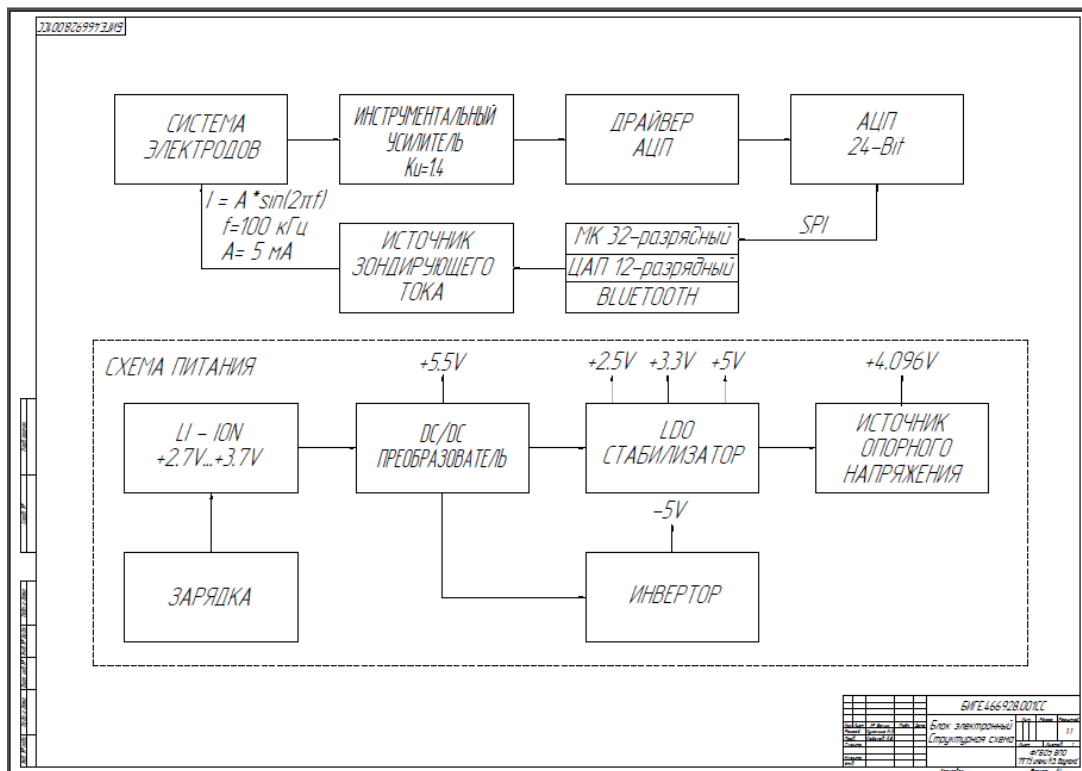 БИГЕ.466928.001СС
СИСТЕМА
ЭЛЕКТРОДОВ
ИНСТРУМЕНТАЛЬНЫЙ
УСИЛИТЕЛЬ
Ku=1.4
ДРАЙВЕР
АЦП
АЦП
24-Bit
I = A*sin(2πf)
f=100 кГц
A= 5 мА
ИСТОЧНИК
ЗОНДИРУЮЩЕГО
ТОКА
МК 32-разрядный
ЦАП 12-разрядный
BLUETOOTH
SPI
СХЕМА ПИТАНИЯ
+5.5V
+2.5V
+3.3V
+5V
+4.096V
LI - ION
+2.7V...+3.7V
DC/DC
ПРЕОБРАЗОВАТЕЛЬ
LDO
СТАБИЛИЗАТОР
ИСТОЧНИК
ОПОРНОГО
НАПРЯЖЕНИЯ
-5V
ЗАРЯДКА
ИНВЕРТОР
БИГЕ.466928.001СС
Блок электронный
Структурная схема
1:1